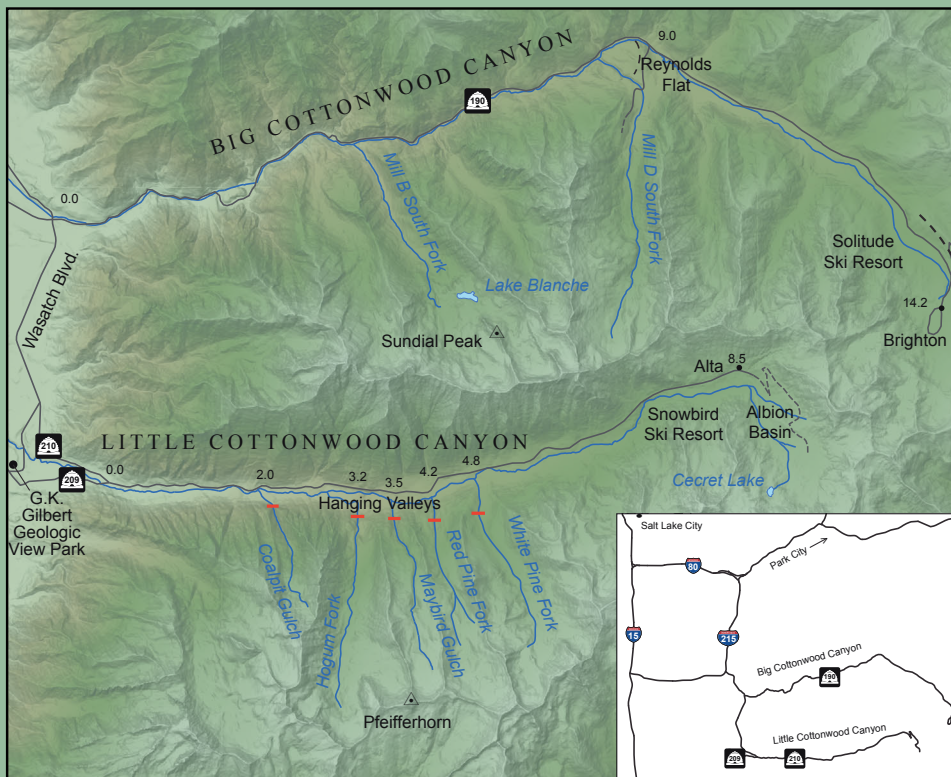 BIG COTTONWOOD CANYON
190
9.0
Reynolds
Flat
0.0
Mill B South Fork
Mill D South Fork
Wasatch Blvd.
Lake Blanche
Solitude
Ski Resort
Sundial Peak
14.2
Brighton
Alta
8.5
LITTLE COTTONWOOD CANYON
Snowbird
Ski Resort
Albion
Basin
210
209
0.0
2.0
3.2
3.5
4.2
4.8
Hanging Valleys
Cecret Lake
G.K.
Gilbert
Geologic
View Park
Coalpit Gulch
Hogum Fork
Maybird Gulch
Red Pine Fork
White Pine Fork
Pfeifferhorn
Salt Lake City
80
Park City
15
215
Big Cottonwood Canyon
190
Little Cottonwood Canyon
209
210